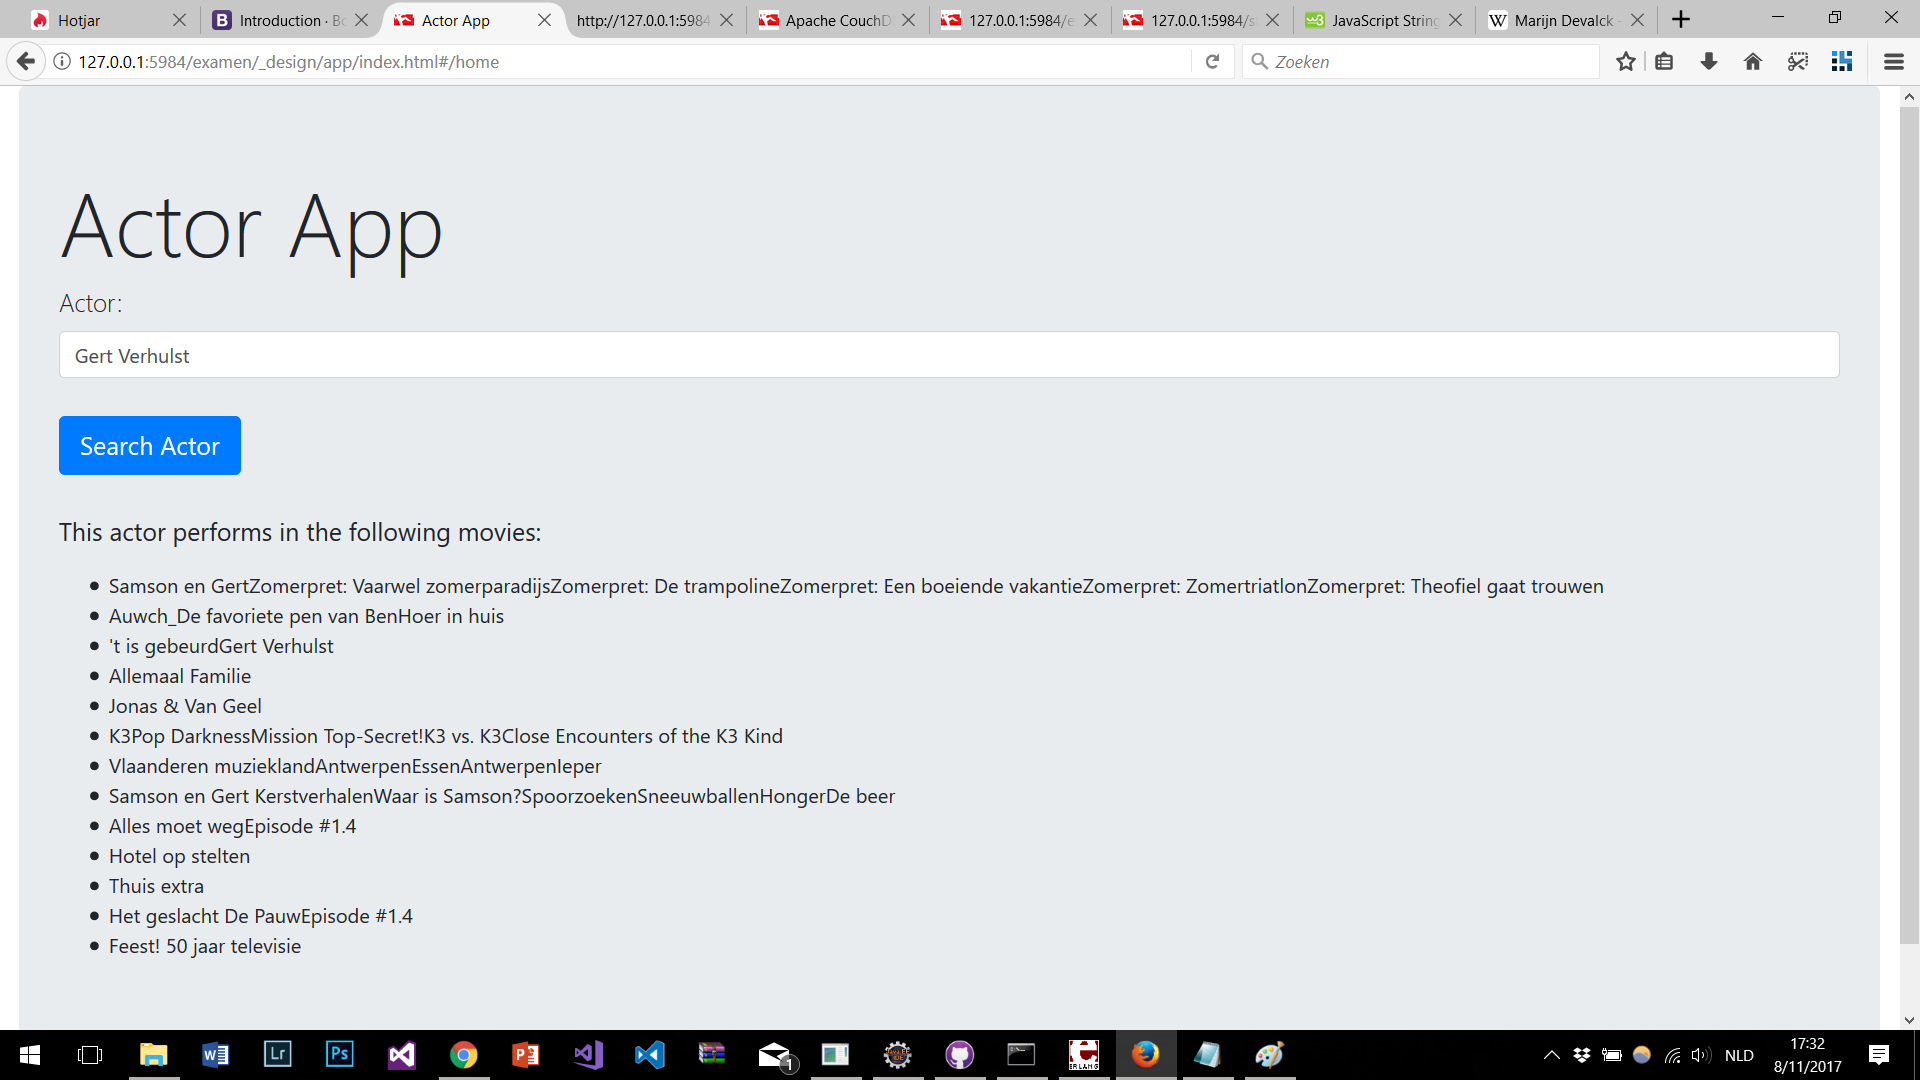 Hotjar
Introduction · Bo
Actor App
http://127.0.0.1:5984
Apache CouchD
127.0.0.1:5984/e
127.0.0.1:5984/s
JavaScript String
Marijn Devalck -
127.0.0.1:5984/examen/_design/app/index.html#/home
Zoeken
Actor App
Actor:
Gert Verhulst
Search Actor
This actor performs in the following movies:
Samson en GertZomerpret: Vaarwel zomerparadijsZomerpret: De trampolineZomerpret: Een boeiende vakantieZomerpret: ZomertriatlonZomerpret: Theofiel gaat trouwen
Auwch_De favoriete pen van BenHoer in huis
't is gebeurdGert Verhulst
Allemaal Familie
Jonas & Van Geel
K3Pop DarknessMission Top-Secret!K3 vs. K3Close Encounters of the K3 Kind
Vlaanderen muzieklandAntwerpenEssenAntwerpenIeper
Samson en Gert KerstverhalenWaar is Samson?SpoorzoekenSneeuwballenHongerDe beer
Alles moet wegEpisode #1.4
Hotel op stelten
Thuis extra
Het geslacht De PauwEpisode #1.4
Feest! 50 jaar televisie
Lr
Ps
1
ERLANG
NLD
17:32
8/11/2017